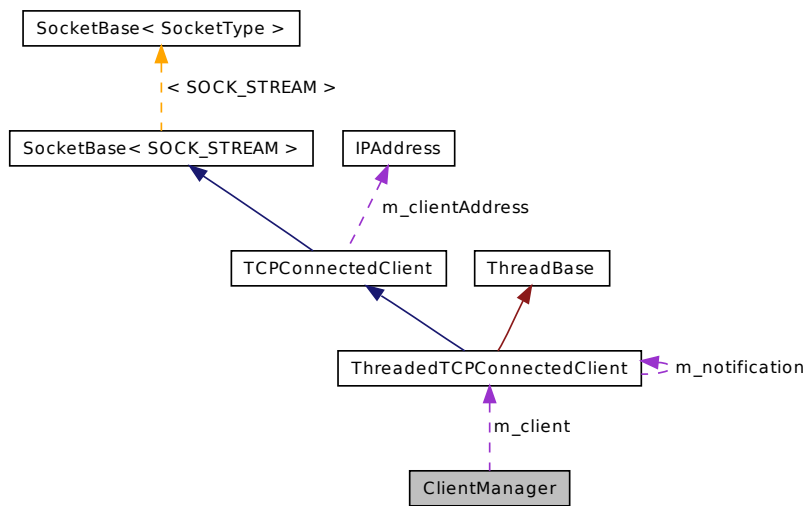 SocketBase< SocketType >
< SOCK_STREAM >
SocketBase< SOCK_STREAM >
IPAddress
m_clientAddress
TCPConnectedClient
ThreadBase
ThreadedTCPConnectedClient
m_notification
m_client
ClientManager